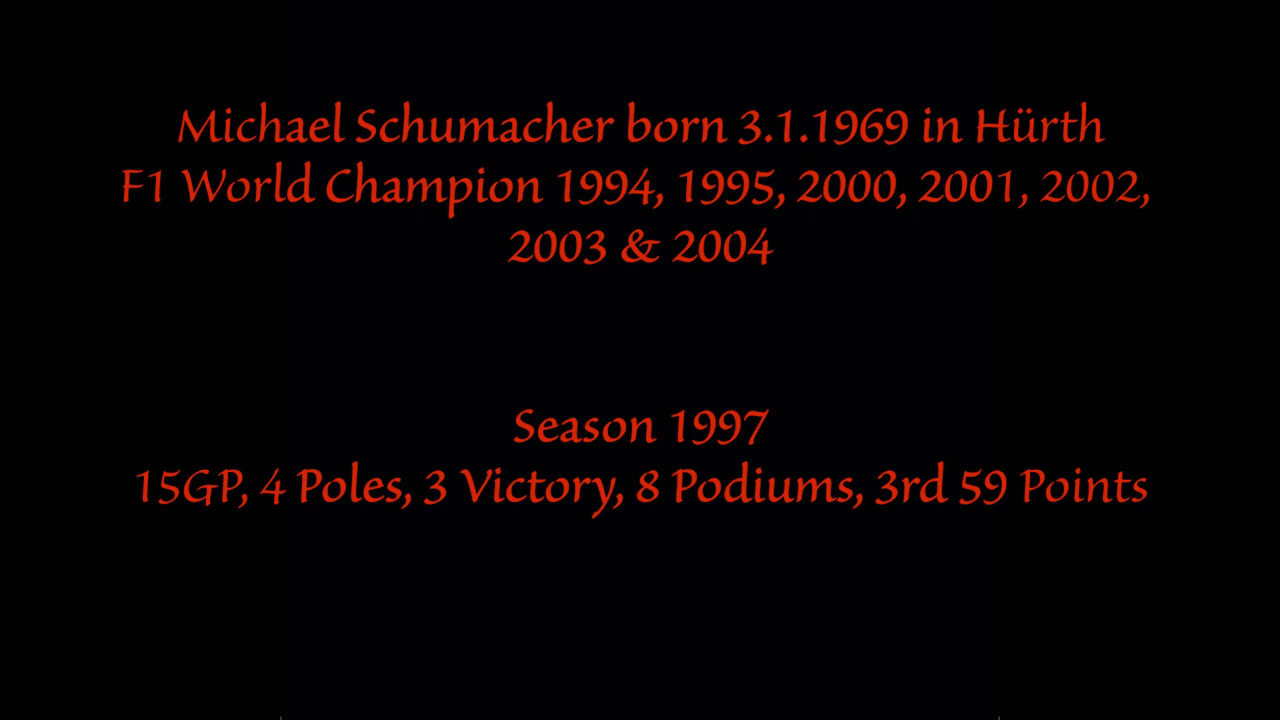 Michael Schumacher born 3.1.1969 in Hürth
F1 World Champion 1994, 1995, 2000, 2001, 2002,
2003 & 2004
Season 1997
15GP, 4 Poles, 3 Victory, 8 Podiums, 3rd 59 Points